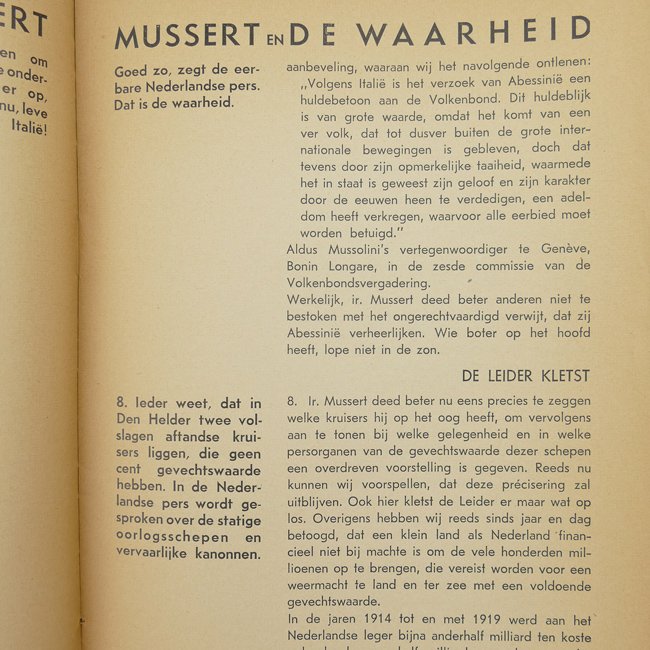 ERT
en om
e onder-
er op,
nu, leve
Italië!
MUSSERT EN DE WAARHEID
Goed zo, zegt de eer-
bare Nederlandse pers.
Dat is de waarheid.
aanbeveling, waaraan wij het navolgende ontlenen:
„Volgens Italië is het verzoek van Abessinië een
huldebetoon aan de Volkenbond. Dit huldeblijk
is van grote waarde, omdat het komt van een
ver volk, dat tot dusver buiten de grote inter-
nationale bewegingen is gebleven, doch dat
tevens door zijn opmerkelijke taaiheid, waarmede
het in staat is geweest zijn geloof en zijn karakter
door de eeuwen heen te verdedigen, een adel-
dom heeft verkregen, waarvoor alle eerbied moet
worden betuigd.”
Aldus Mussolini's vertegenwoordiger te Genève,
Bonin Longare, in de zesde commissie van de
Volkenbondsvergadering.
Werkelijk, ir. Mussert deed beter anderen niet te
bestoken met het ongerechtvaardigd verwijt, dat zij
Abessinië verheerlijken. Wie boter op het hoofd
heeft, lope niet in de zon.
DE LEIDER KLETST
8. Ieder weet, dat in
Den Helder twee vol-
slagen aftandse krui-
sers liggen, die geen
cent gevechtswaarde
hebben. In de Neder-
landse pers wordt ge-
sproken over de statige
oorlogsschepen en
vervaarlijke kanonnen.
8. Ir. Mussert deed beter nu eens precies te zeggen
welke kruisers hij op het oog heeft, om vervolgens
aan te tonen bij welke gelegenheid en in welke
persorganen van de gevechtswaarde dezer schepen
een overdreven voorstelling is gegeven. Reeds nu
kunnen wij voorspellen, dat deze précisering zal
uitblijven. Ook hier kletst de Leider er maar wat op
los. Overigens hebben wij reeds sinds jaar en dag
betoogd, dat een klein land als Nederland finan-
cieel niet bij machte is om de vele honderden mil-
lioenen op te brengen, die vereist worden voor een
weermacht te land en ter zee met een voldoende
gevechtswaarde.
In de jaren 1914 tot en met 1919 werd aan het
Nederlandse leger bijna anderhalf milliard ten koste